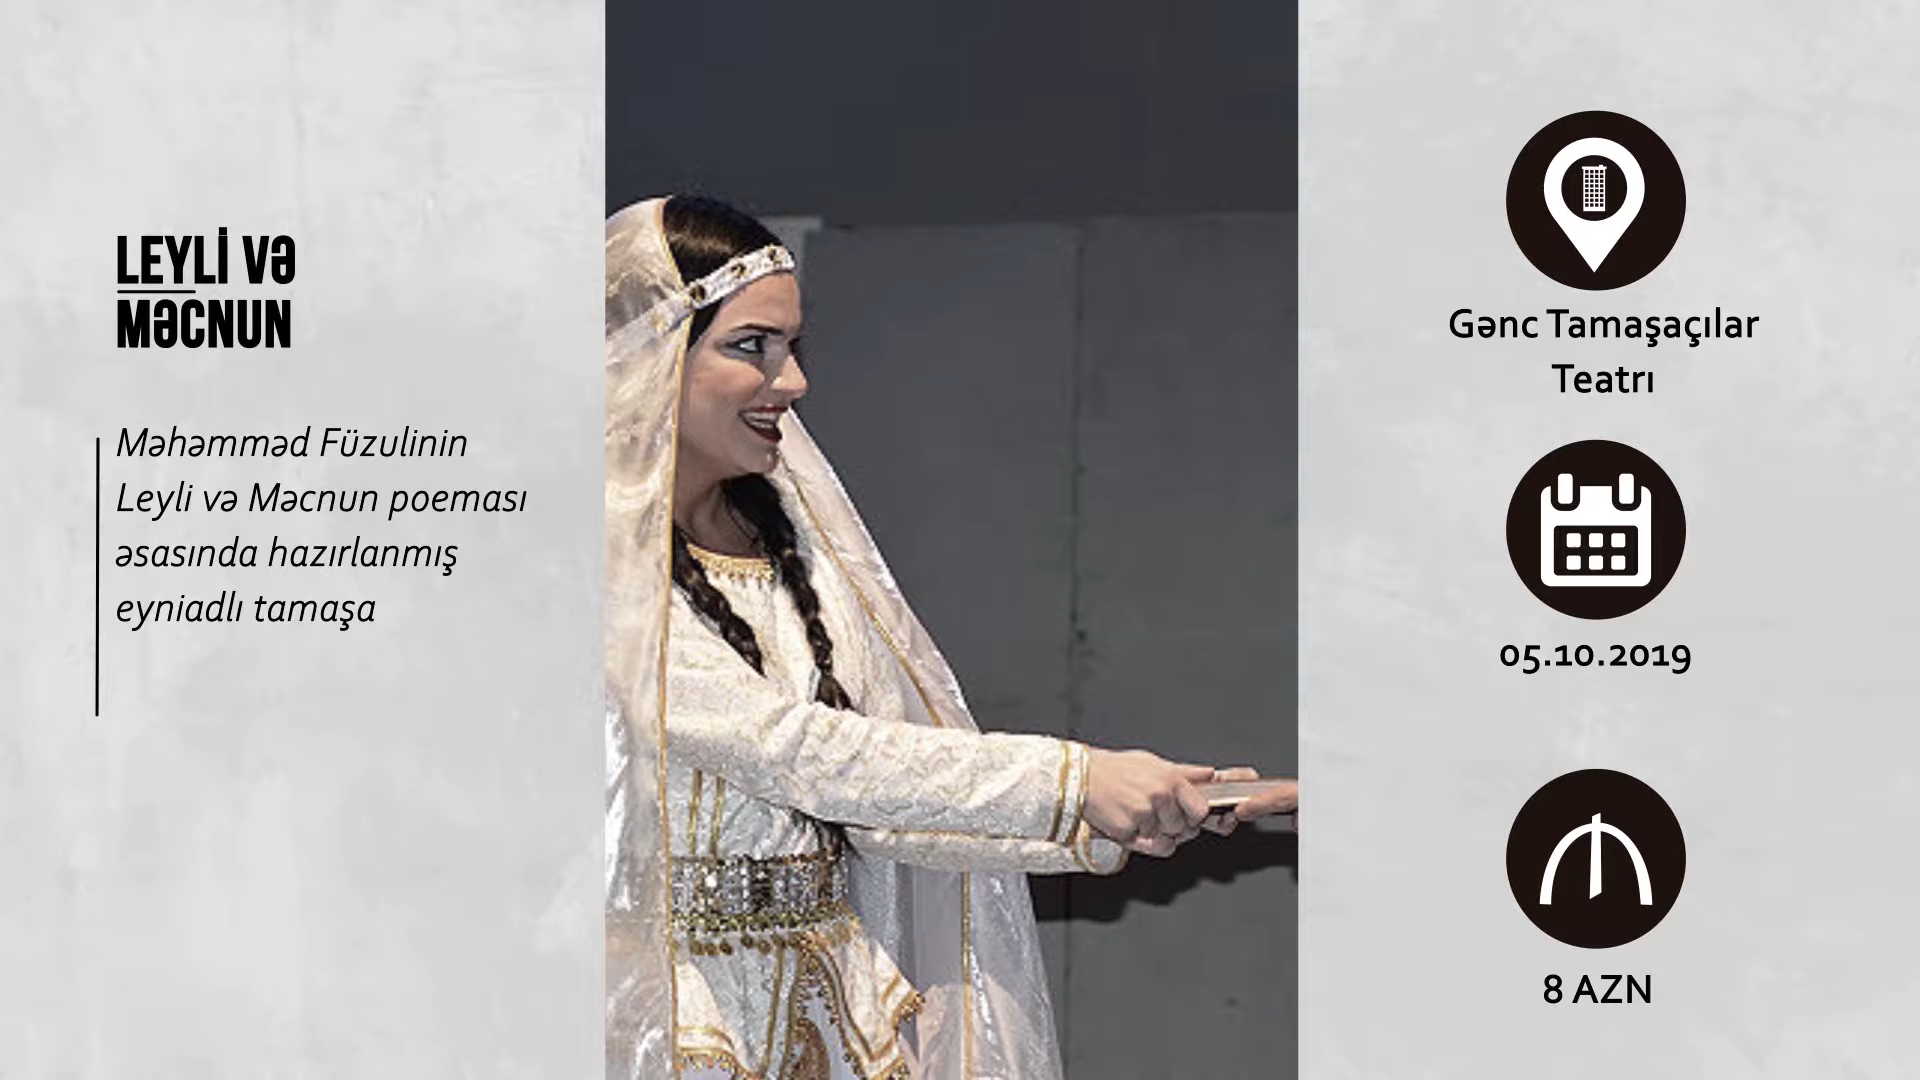 LEYLİ VƏ
MƏCNUN
Məhəmməd Füzulinin
Leyli və Məcnun poeması
əsasında hazırlanmış
eyniadlı tamaşa
Gənc Tamaşaçılar
Teatrı
05.10.2019
8 AZN